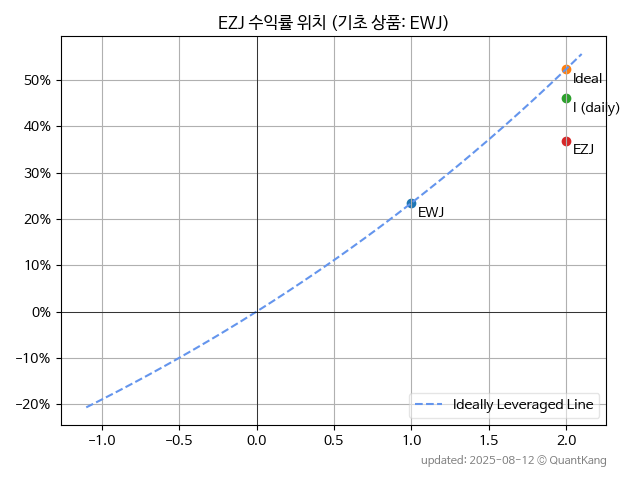 EZJ 수익률 위치 (기초 상품: EWJ)
50%
40%
30%
20%
10%
0%
−10%
−20%
Ideal
I (daily)
EZJ
EWJ
Ideally Leveraged Line
−1.0 −0.5 0.0 0.5 1.0 1.5 2.0
updated: 2025-08-12 © QuantKang